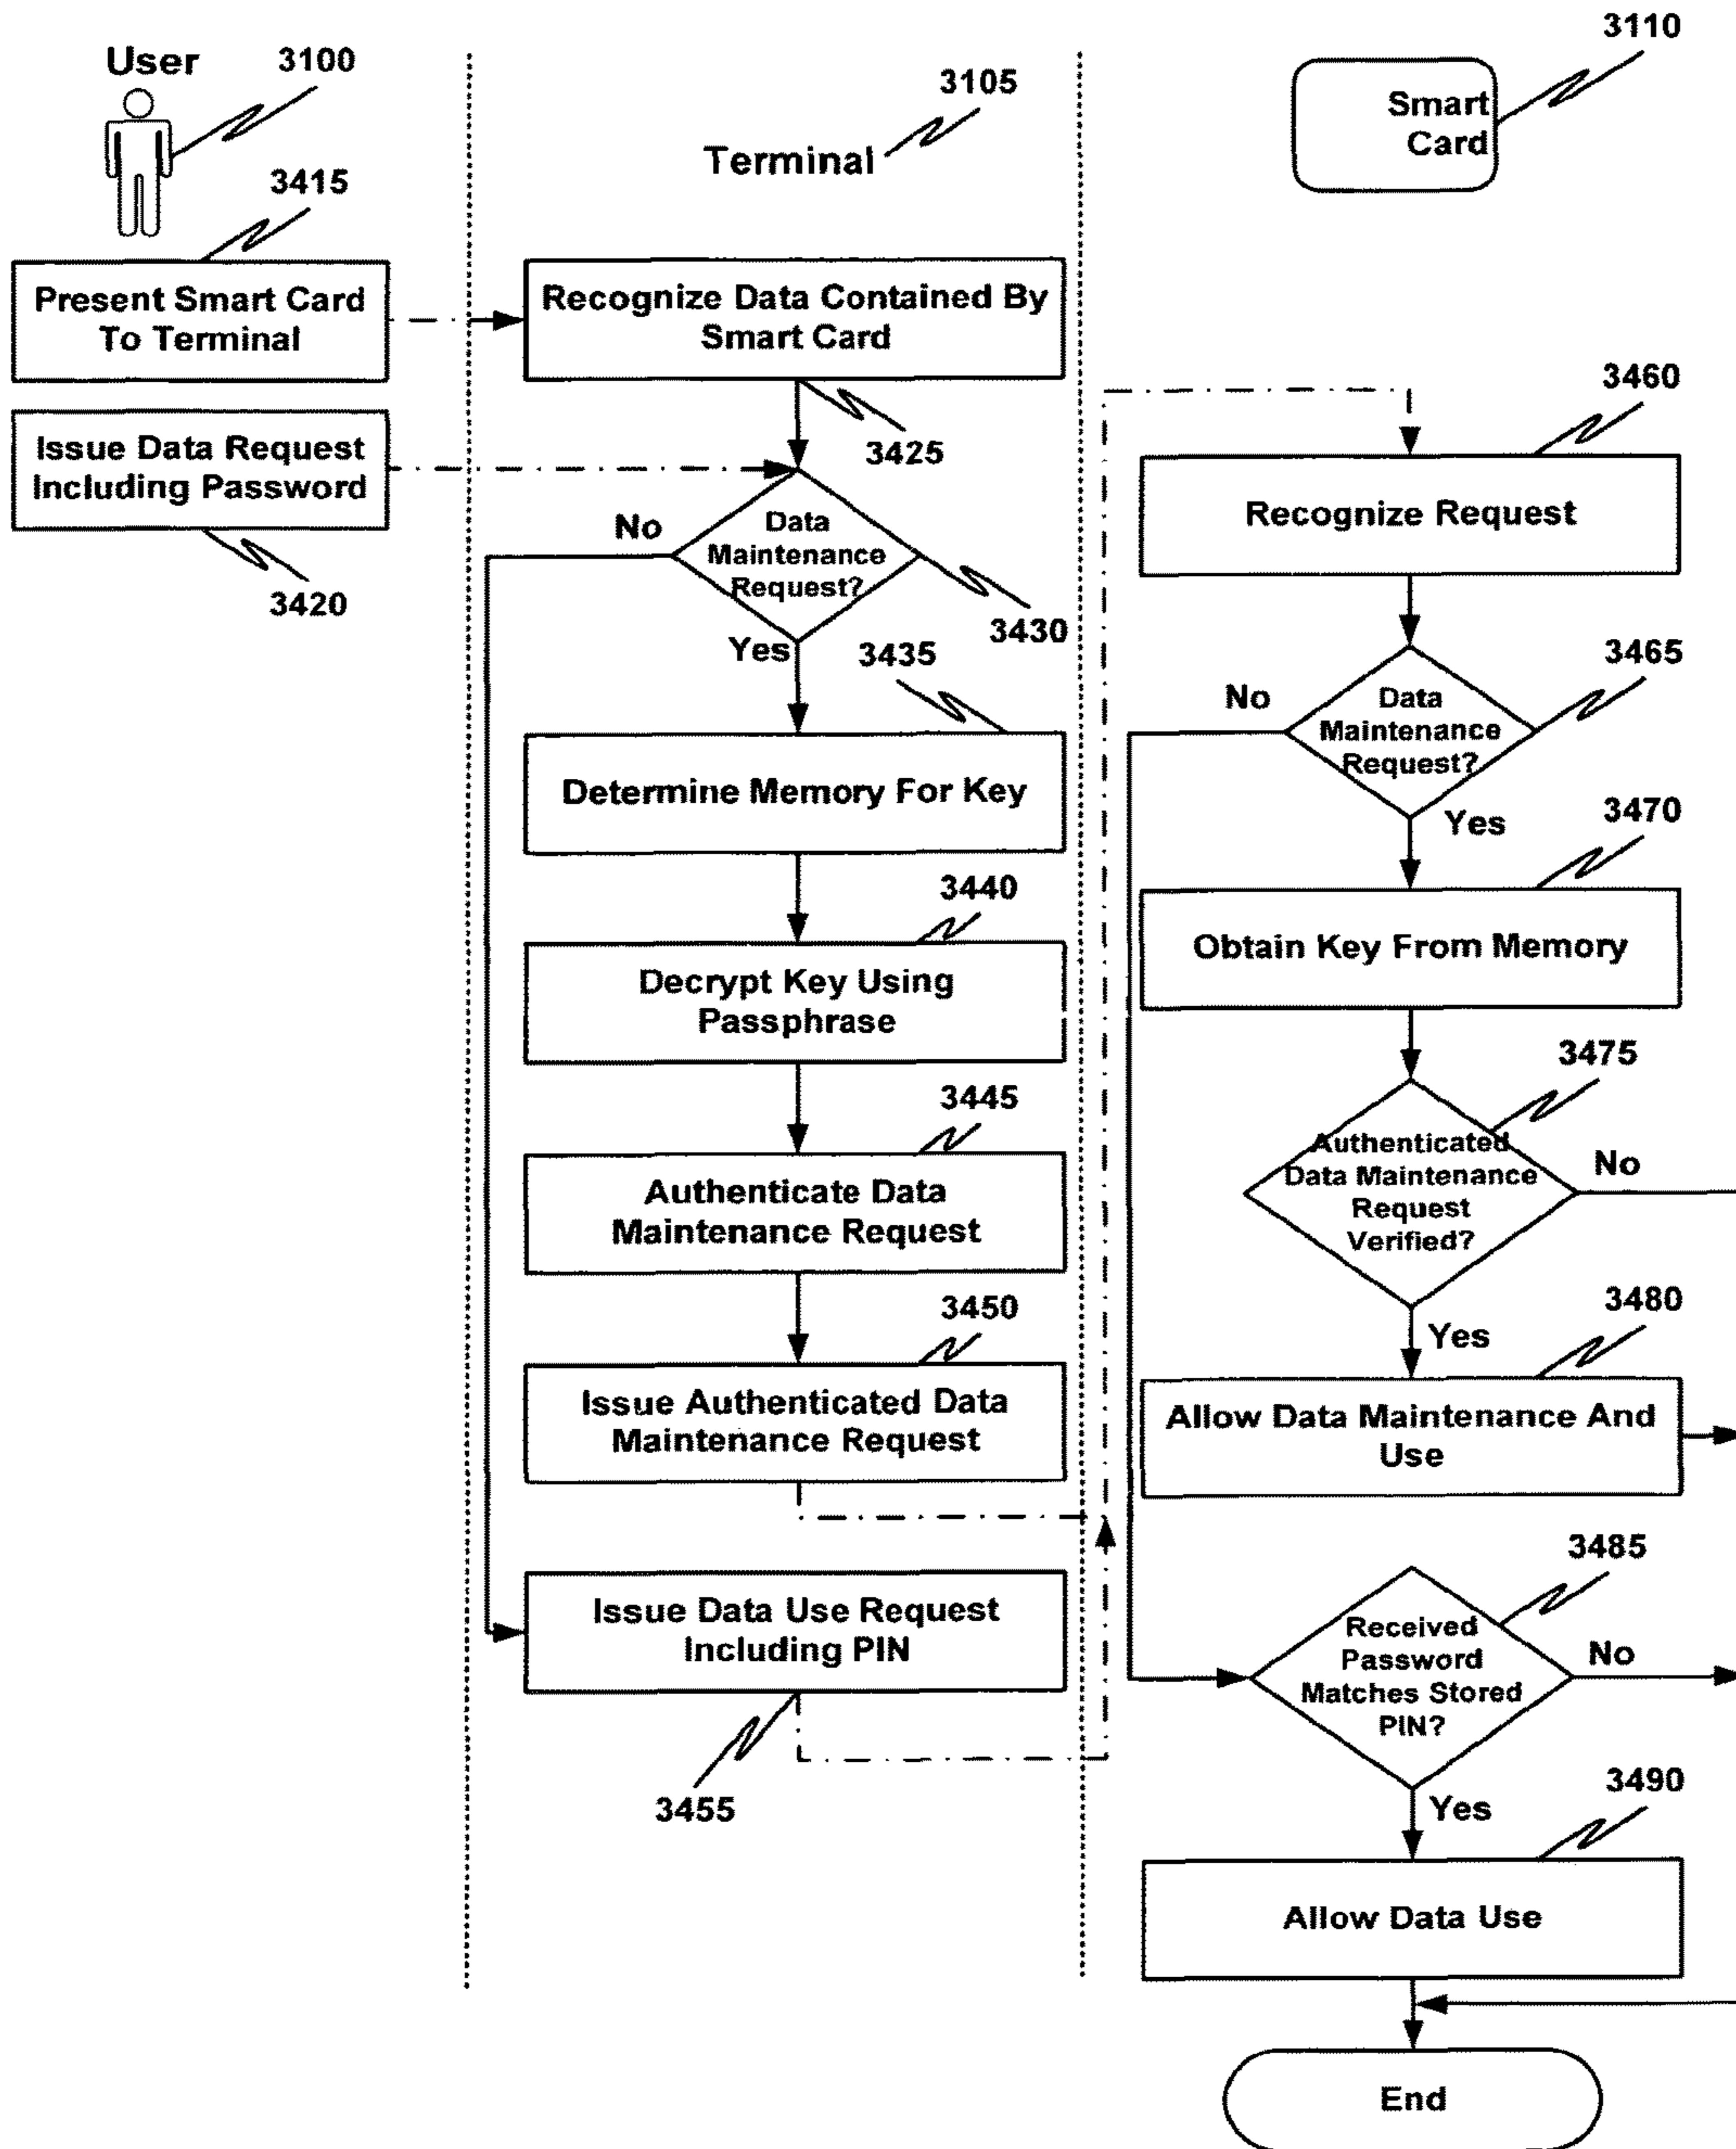 User
3100
3415
Present Smart Card
To Terminal
Issue Data Request
Including Password
3420
3105
Terminal
Recognize Data Contained By
Smart Card
3425
Data
Maintenance
Request?
No
3430
Yes
3435
Determine Memory For Key
3440
Decrypt Key Using
Passphrase
3445
Authenticate Data
Maintenance Request
3450
Issue Authenticated Data
Maintenance Request
Issue Data Use Request
Including PIN
3455
3110
Smart
Card
3460
Recognize Request
3465
No
Data
Maintenance
Request?
Yes
3470
Obtain Key From Memory
3475
Authenticated
Data Maintenance
Request
Verified?
No
3480
Yes
Allow Data Maintenance And
Use
3485
Received
Password
Matches Stored
PIN?
No
3490
Yes
Allow Data Use
End